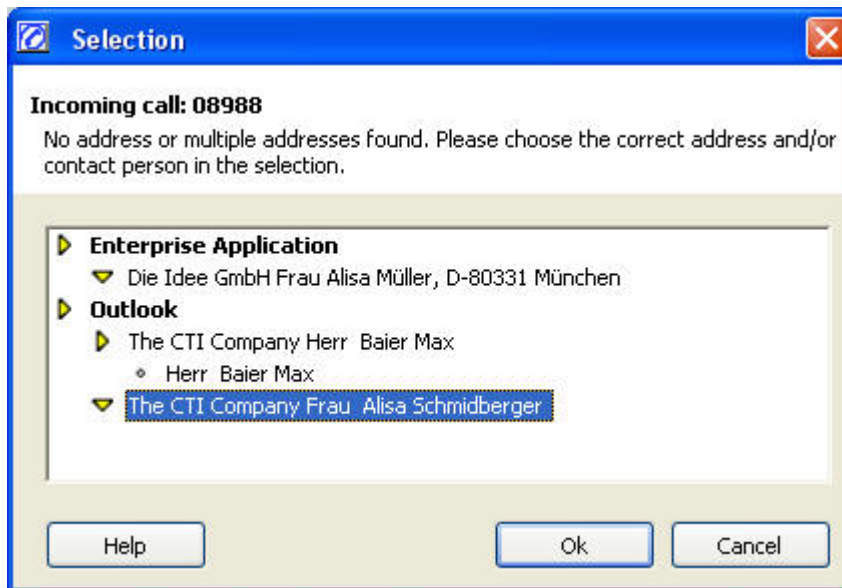 Selection
Incoming call: 08988
No address or multiple addresses found. Please choose the correct address and/or
contact person in the selection.
Enterprise Application
Die Idee GmbH Frau Alisa Müller, D-80331 München
Outlook
The CTI Company Herr  Baier Max
Herr  Baier Max
The CTI Company Frau  Alisa Schmidberger
Help Ok Cancel